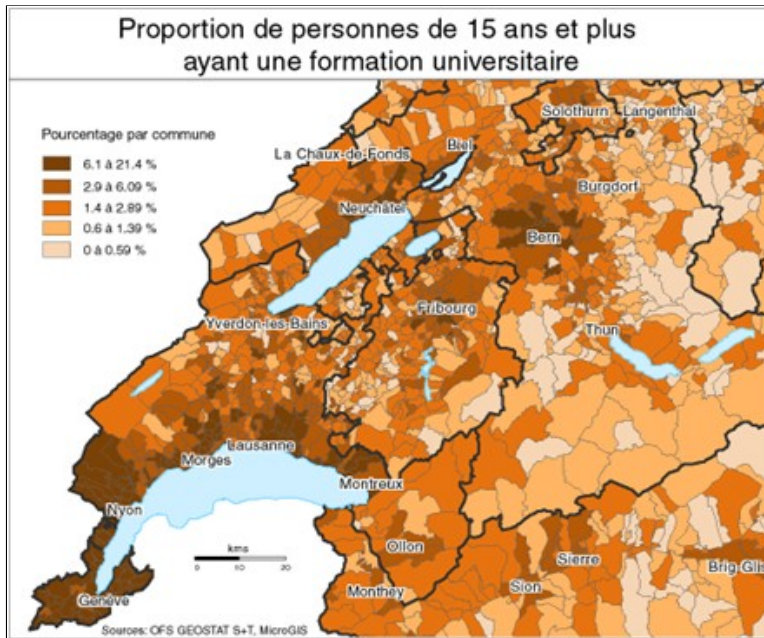 Proportion de personnes de 15 ans et plus
ayant une formation universitaire
Pourcentage par commune
6.1 à 21.4 %
2.9 à 6.09 %
1.4 à 2.89 %
0.6 à 1.39 %
0 à 0.59 %
Solothurn
Langenthal
La Chaux-de-Fonds
Biel
Burgdorf
Neuchâtel
Bern
Fribourg
Yverdon-les-Bains
Thun
Lausanne
Morges
Montreux
Nyon
kms
0 10 20
Ollon
Sierre
Brig-Gli
Monthey
Sion
Genève
Sources: OFS GEOSTAT S+T, MicroGIS